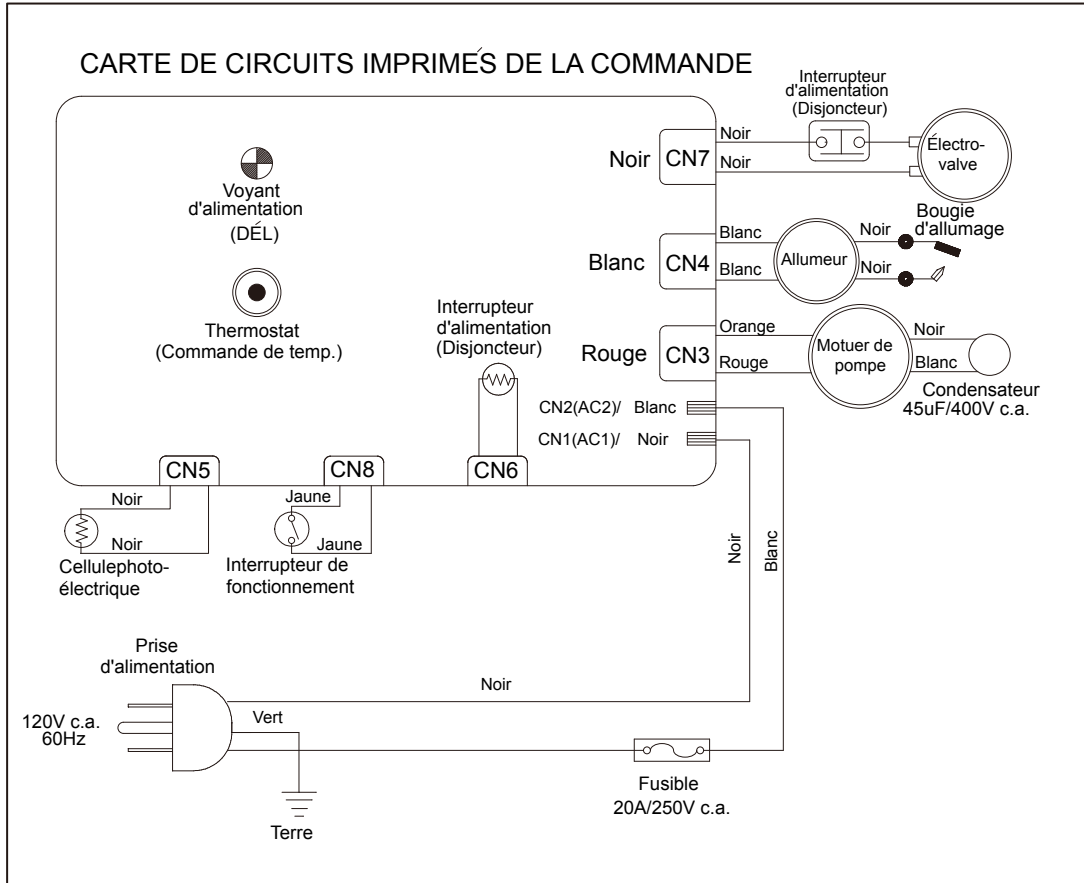 CARTE DE CIRCUITS IMPRIMÉS DE LA COMMANDE
Interrupteur
d'alimentation
(Disjoncteur)
Noir
Noir
CN7
Noir
Électro-
valve
Voyant
d'alimentation
(DÉL)
Bougie
d'allumage
Blanc
CN4
Blanc
Blanc
Allumeur
Noir
Noir
Thermostat
(Commande de temp.)
Interrupteur
d'alimentation
(Disjoncteur)
Rouge
CN3
Orange
Rouge
Motuer de
pompe
Noir
Blanc
Condensateur
45uF/400V c.a.
CN2(AC2)/ Blanc
CN1(AC1)/ Noir
CN5
CN8
CN6
Noir
Noir
Cellulephoto-
électrique
Jaune
Jaune
Interrupteur de
fonctionnement
Noir
Blanc
Prise
d'alimentation
Noir
120V c.a.
60Hz
Vert
Terre
Fusible
20A/250V c.a.